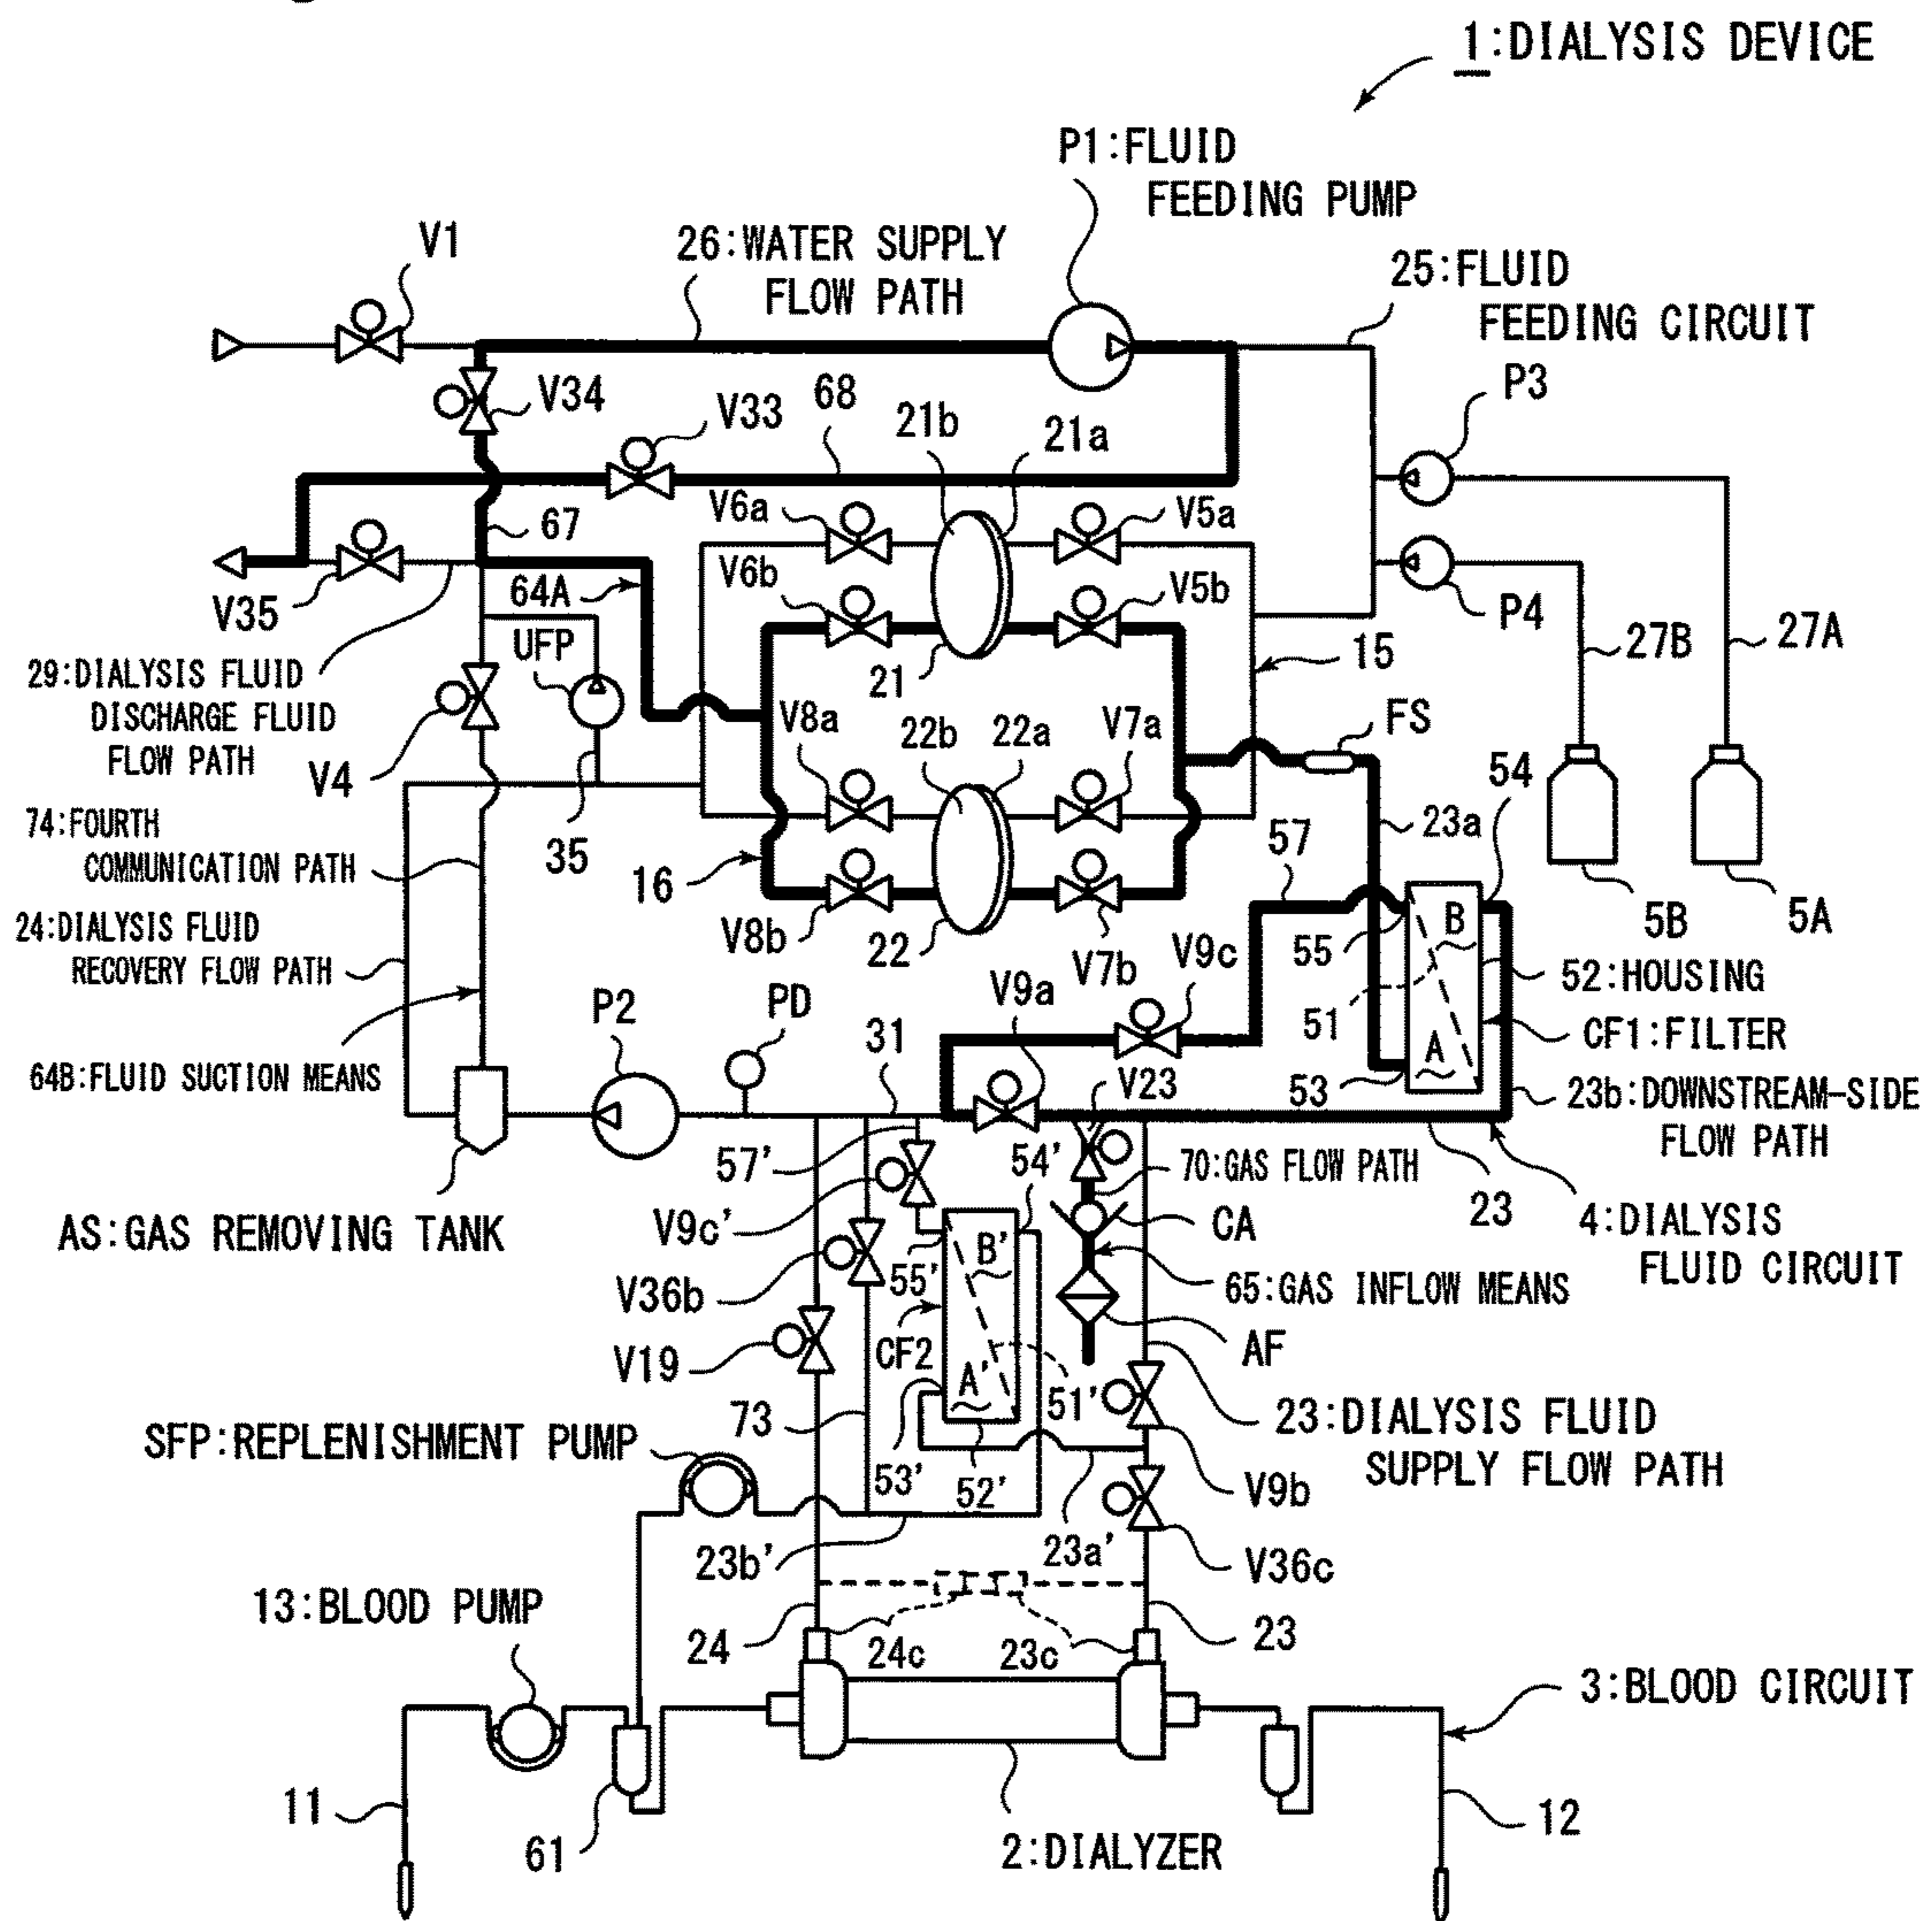 1:DIALYSIS DEVICE
P1:FLUID
FEEDING PUMP
V1
26:WATER SUPPLY
FLOW PATH
25:FLUID
FEEDING CIRCUIT
P3
V34
V33
68
21b
21a
V6a
V5a
67
V6b
V5b
64A
V35
P4
UFP
27B
27A
15
21
29:DIALYSIS FLUID
DISCHARGE FLUID
FLOW PATH
V4
V8a
22b
22a
V7a
FS
54
74:FOURTH
COMMUNICATION PATH
35
16
57
23a
24:DIALYSIS FLUID
RECOVERY FLOW PATH
V8b
22
V7b
V9c
55
B
5B
5A
52:HOUSING
P2
PD
V9a
51
31
CF1:FILTER
A
64B:FLUID SUCTION MEANS
V23
53
23b:DOWNSTREAM-SIDE
FLOW PATH
57'
54'
70:GAS FLOW PATH
AS:GAS REMOVING TANK
V9c'
CA
23
4:DIALYSIS
FLUID CIRCUIT
B'
55'
V36b
65:GAS INFLOW MEANS
V19
CF2
AF
A'
51'
73
23:DIALYSIS FLUID
SUPPLY FLOW PATH
SFP:REPLENISHMENT PUMP
53'
52'
V9b
23b'
23a'
V36c
13:BLOOD PUMP
24
24c
23c
23
3:BLOOD CIRCUIT
11
61
2:DIALYZER
12